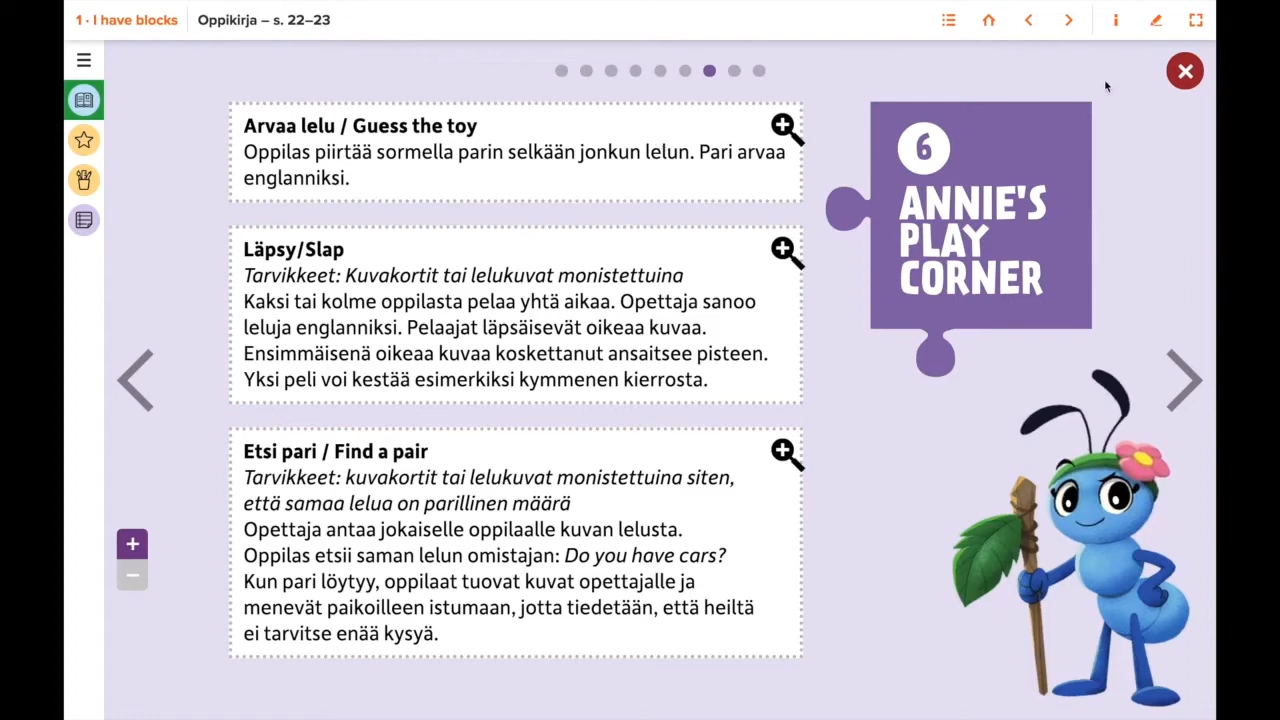 1 · I have blocks
Oppikirja – s. 22–23
Arvaa lelu / Guess the toy
Oppilas piirtää sormella parin selkään jonkun lelun. Pari arvaa
englanniksi.
Läpsy/Slap
Tarvikkeet: Kuvakortit tai lelukuvat monistettuina
Kaksi tai kolme oppilasta pelaa yhtä aikaa. Opettaja sanoo
leluja englanniksi. Pelaajat läpsäisevät oikeaa kuvaa.
Ensimmäisenä oikeaa kuvaa koskettanut ansaitsee pisteen.
Yksi peli voi kestää esimerkiksi kymmenen kierrosta.
Etsi pari / Find a pair
Tarvikkeet: kuvakortit tai lelukuvat monistettuina siten,
että samaa lelua on parillinen määrä
Opettaja antaa jokaiselle oppilaalle kuvan lelusta.
Oppilas etsii saman lelun omistajan: Do you have cars?
Kun pari löytyy, oppilaat tuovat kuvat opettajalle ja
menevät paikoilleen istumaan, jotta tiedetään, että heiltä
ei tarvitse enää kysyä.
6
ANNIE'S
PLAY
CORNER